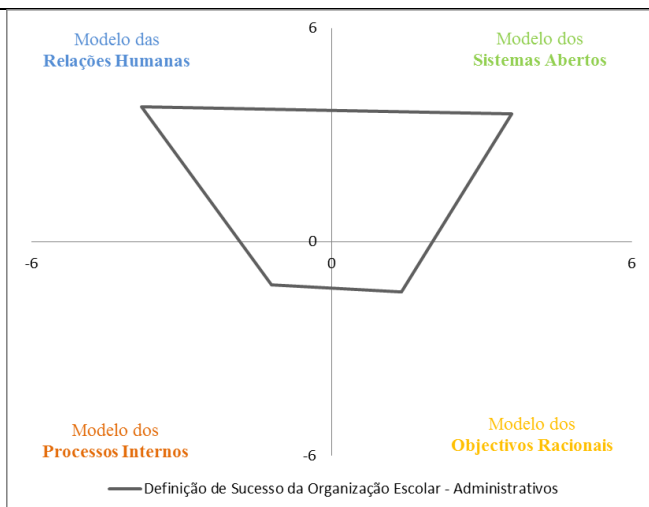 6
Modelo das
Relações Humanas
Modelo dos
Sistemas Abertos
0
-6
0
6
Modelo dos
Processos Internos
Modelo dos
Objectivos Racionais
-6
Definição de Sucesso da Organização Escolar - Administrativos